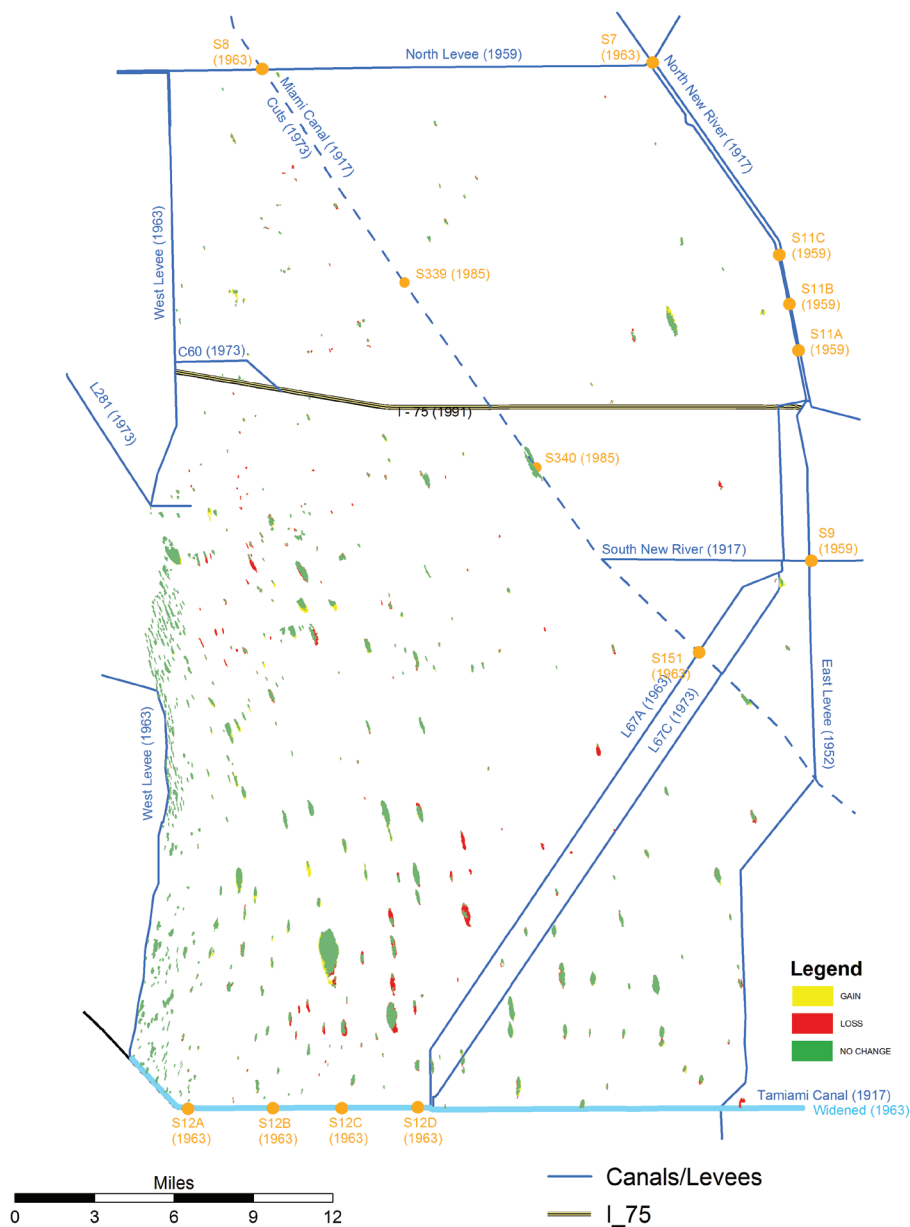 S8
(1963)
North Levee (1959)
S7
(1963)
North New River
(1917)
Miami Canal (1917)
Cuts (1973)
West Levee (1963)
S11C
(1959)
S339 (1985)
S11B
(1959)
S11A
(1959)
C60 (1973)
L281 (1973)
I - 75 (1991)
S340 (1985)
S9
(1959)
South New River (1917)
S151
(1963)
L67A (1963)
L67C (1973)
East Levee (1952)
West Levee (1963)
Legend
GAIN
LOSS
NO CHANGE
Tamiami Canal (1917)
Widened (1963)
S12A
(1963)
S12B
(1963)
S12C
(1963)
S12D
(1963)
Miles
0 3 6 9 12
Canals/Levees
I_75